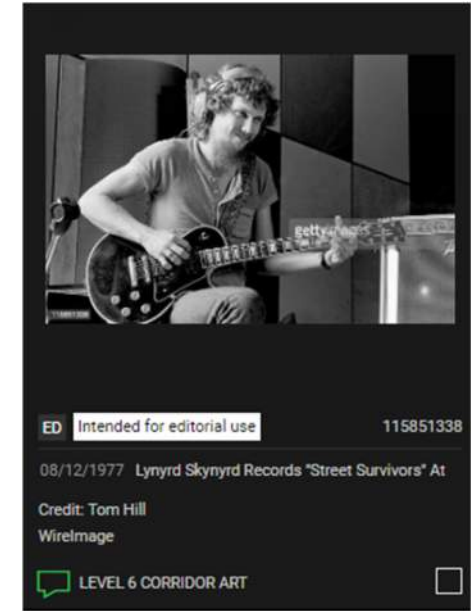 gettyimages
115851338
ED Intended for editorial use 115851338
08/12/1977 Lynyrd Skynyrd Records "Street Survivors" At
Credit: Tom Hill
WireImage
LEVEL 6 CORRIDOR ART